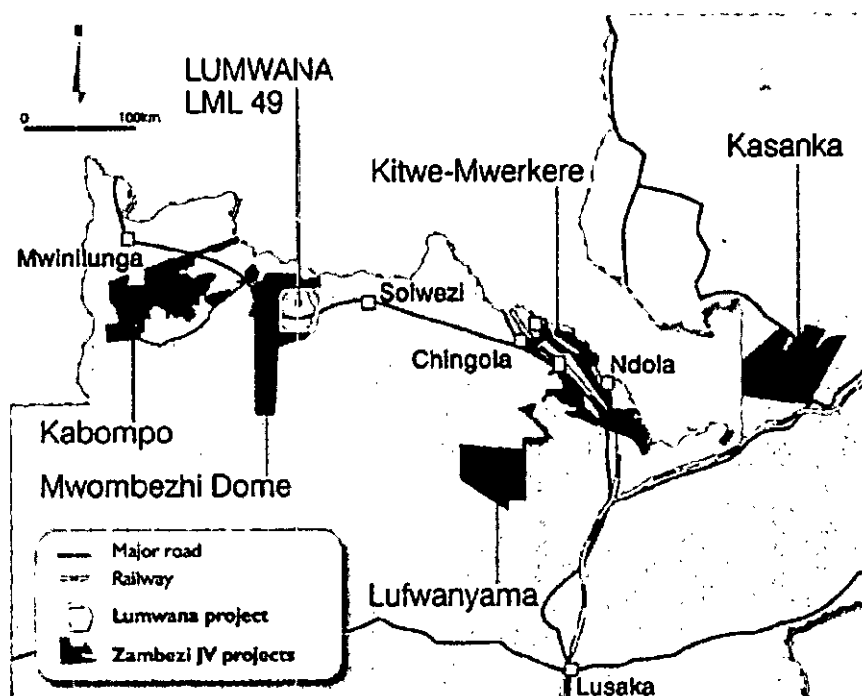 LUMWANA
LML 49
0 100km
Kitwe-Mwerkere
Kasanka
Mwinilunga
Solwezi
Chingola
Ndola
Kabompo
Mwombezhi Dome
Lufwanyama
Lusaka
Major road
Railway
Lumwana project
Zambezi JV projects